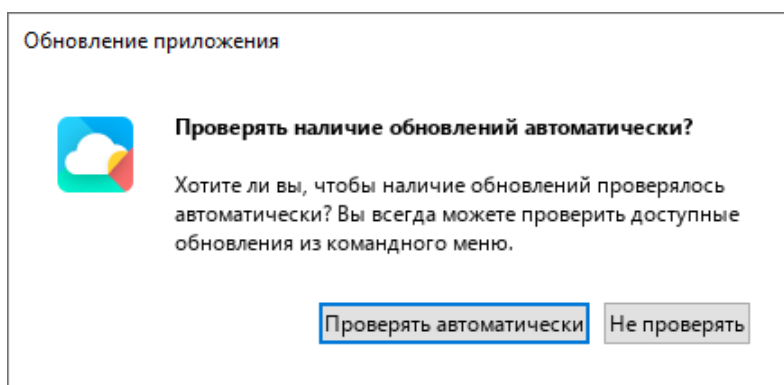 Обновление приложения
Проверять наличие обновлений автоматически?
Хотите ли вы, чтобы наличие обновлений проверялось
автоматически? Вы всегда можете проверить доступные
обновления из командного меню.
Проверять автоматически Не проверять